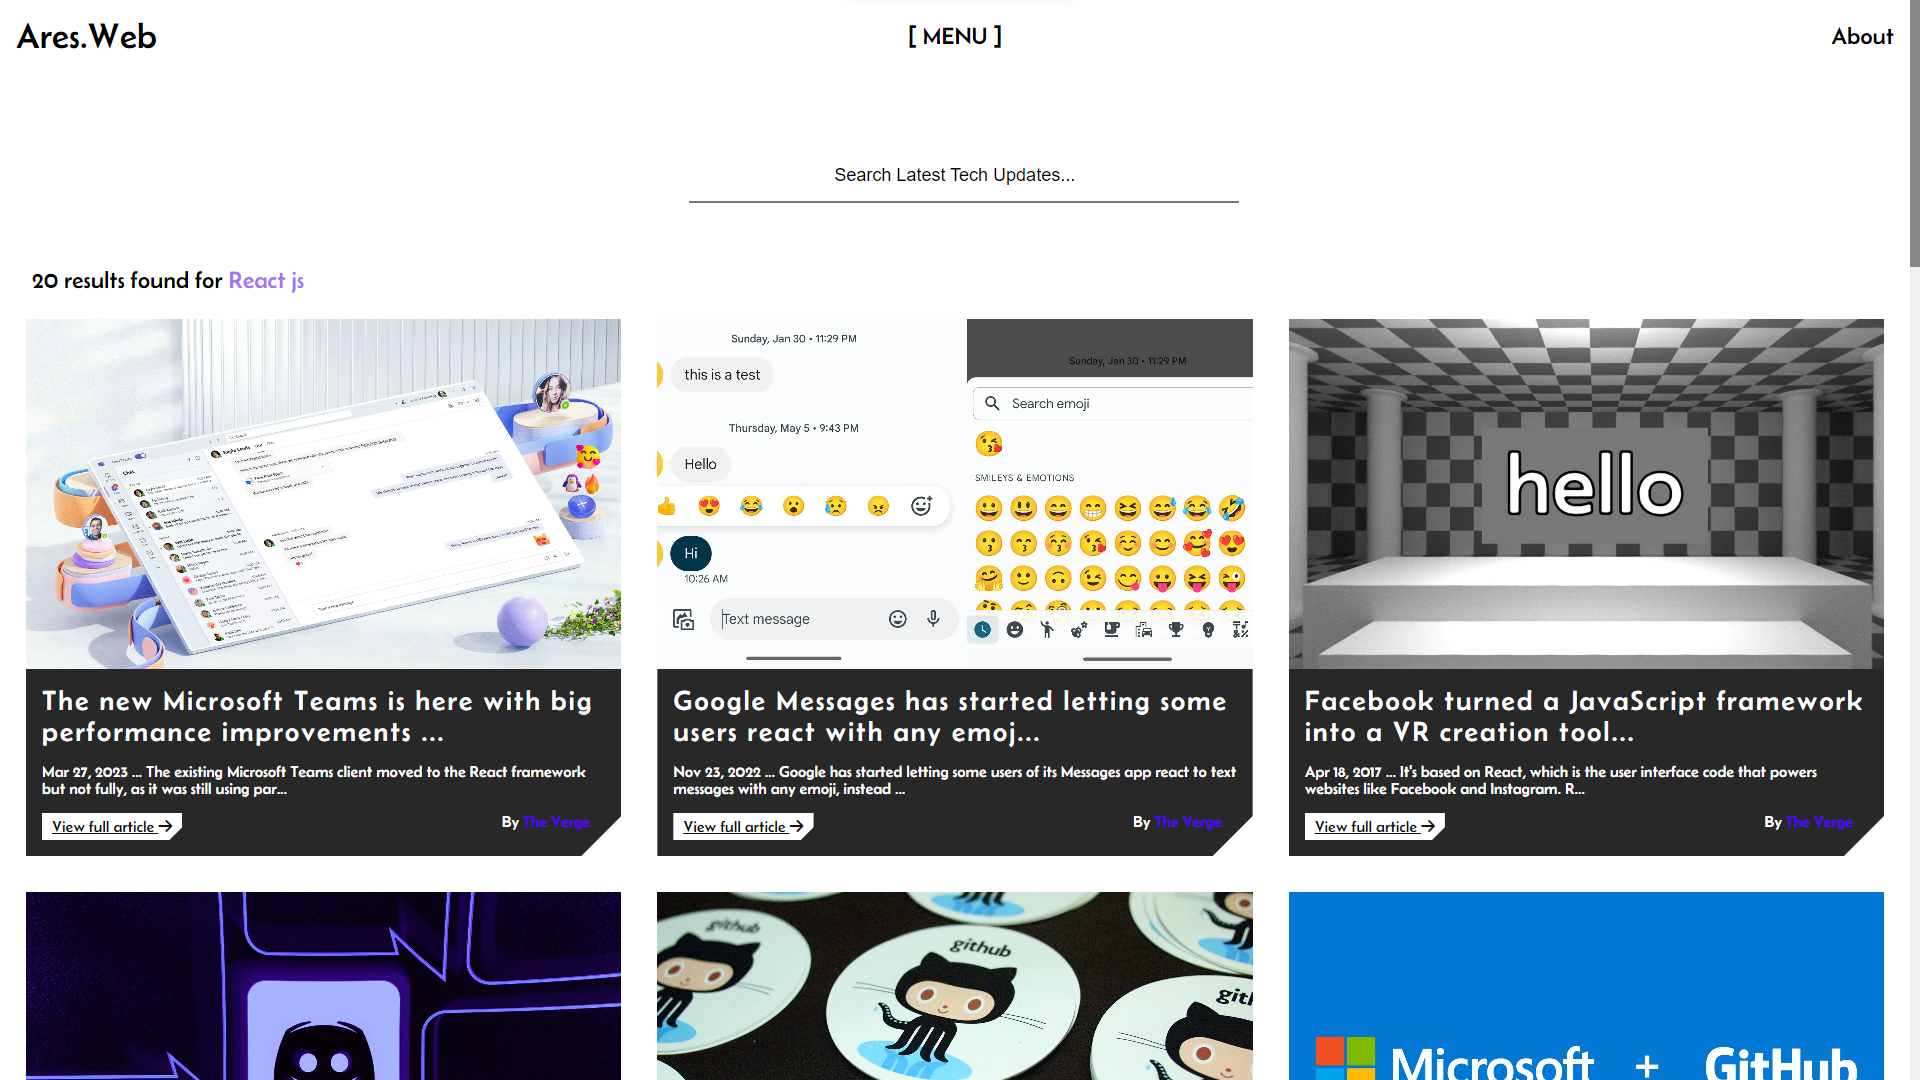 Ares.Web
[ MENU ]
About
Search Latest Tech Updates...
20 results found for React js
Sunday, Jan 30 • 11:29 PM
this is a test
Thursday, May 5 • 9:43 PM
Hello
Hi
10:26 AM
Text message
Sunday, Jan 30 • 11:29 PM
Search emoji
SMILEYS & EMOTIONS
hello
The new Microsoft Teams is here with big
performance improvements ...
Mar 27, 2023 ... The existing Microsoft Teams client moved to the React framework
but not fully, as it was still using par...
View full article →
By The Verge
Google Messages has started letting some
users react with any emoj...
Nov 23, 2022 ... Google has started letting some users of its Messages app react to text
messages with any emoji, instead ...
View full article →
By The Verge
Facebook turned a JavaScript framework
into a VR creation tool...
Apr 18, 2017 ... It's based on React, which is the user interface code that powers
websites like Facebook and Instagram. R...
View full article →
By The Verge
github
github
git
Microsoft + GitHub